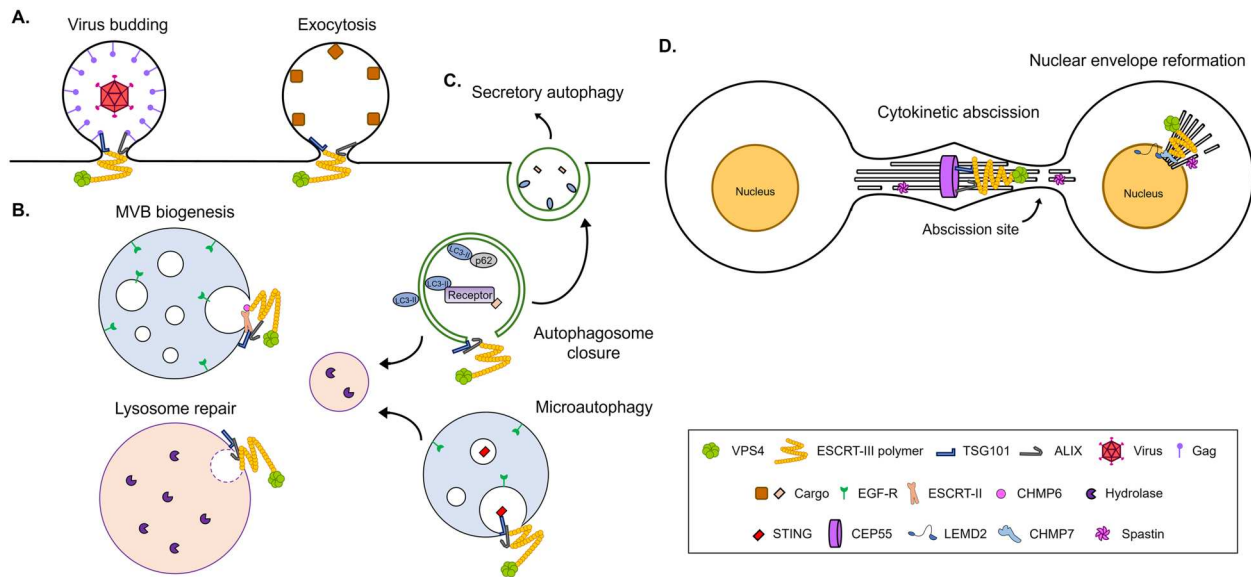 A.
Virus budding
Exocytosis
C.
Secretory autophagy
B.
MVB biogenesis
LC3-II
p62
LC3-II
LC3-II
Receptor
Autophagosome
closure
Lysosome repair
Microautophagy
D.
Nuclear envelope reformation
Cytokinetic abscission
Nucleus
Nucleus
Abscission site
VPS4
ESCRT-III polymer
TSG101
ALIX
Virus
Gag
Cargo
EGF-R
ESCRT-II
CHMP6
Hydrolase
STING
CEP55
LEMD2
CHMP7
Spastin